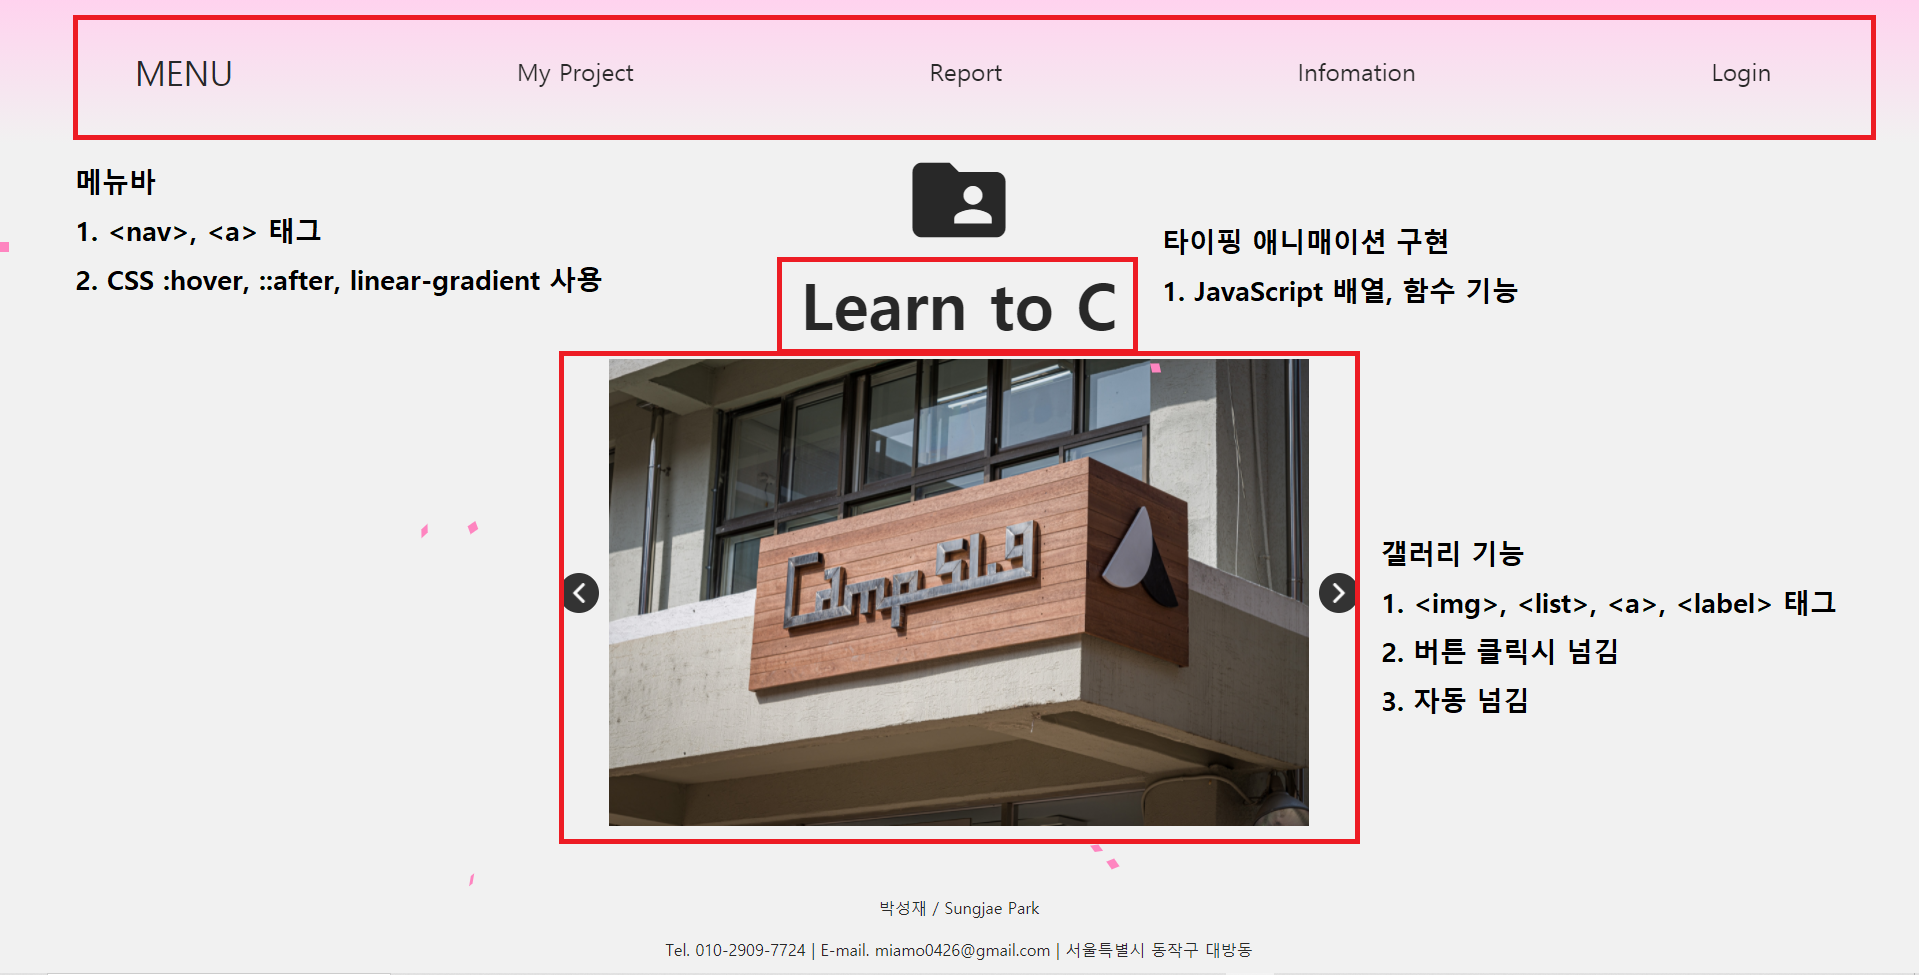 MENU
My Project
Report
Infomation
Login
메뉴바
1. <nav>, <a> 태그
2. CSS :hover, ::after, linear-gradient 사용
타이핑 애니매이션 구현
1. JavaScript 배열, 함수 기능
Learn to C
Camp SL9
갤러리 기능
1. <img>, <list>, <a>, <label> 태그
2. 버튼 클릭시 넘김
3. 자동 넘김
박성재 / Sungjae Park
Tel. 010-2909-7724 | E-mail. miamo0426@gmail.com | 서울특별시 동작구 대방동